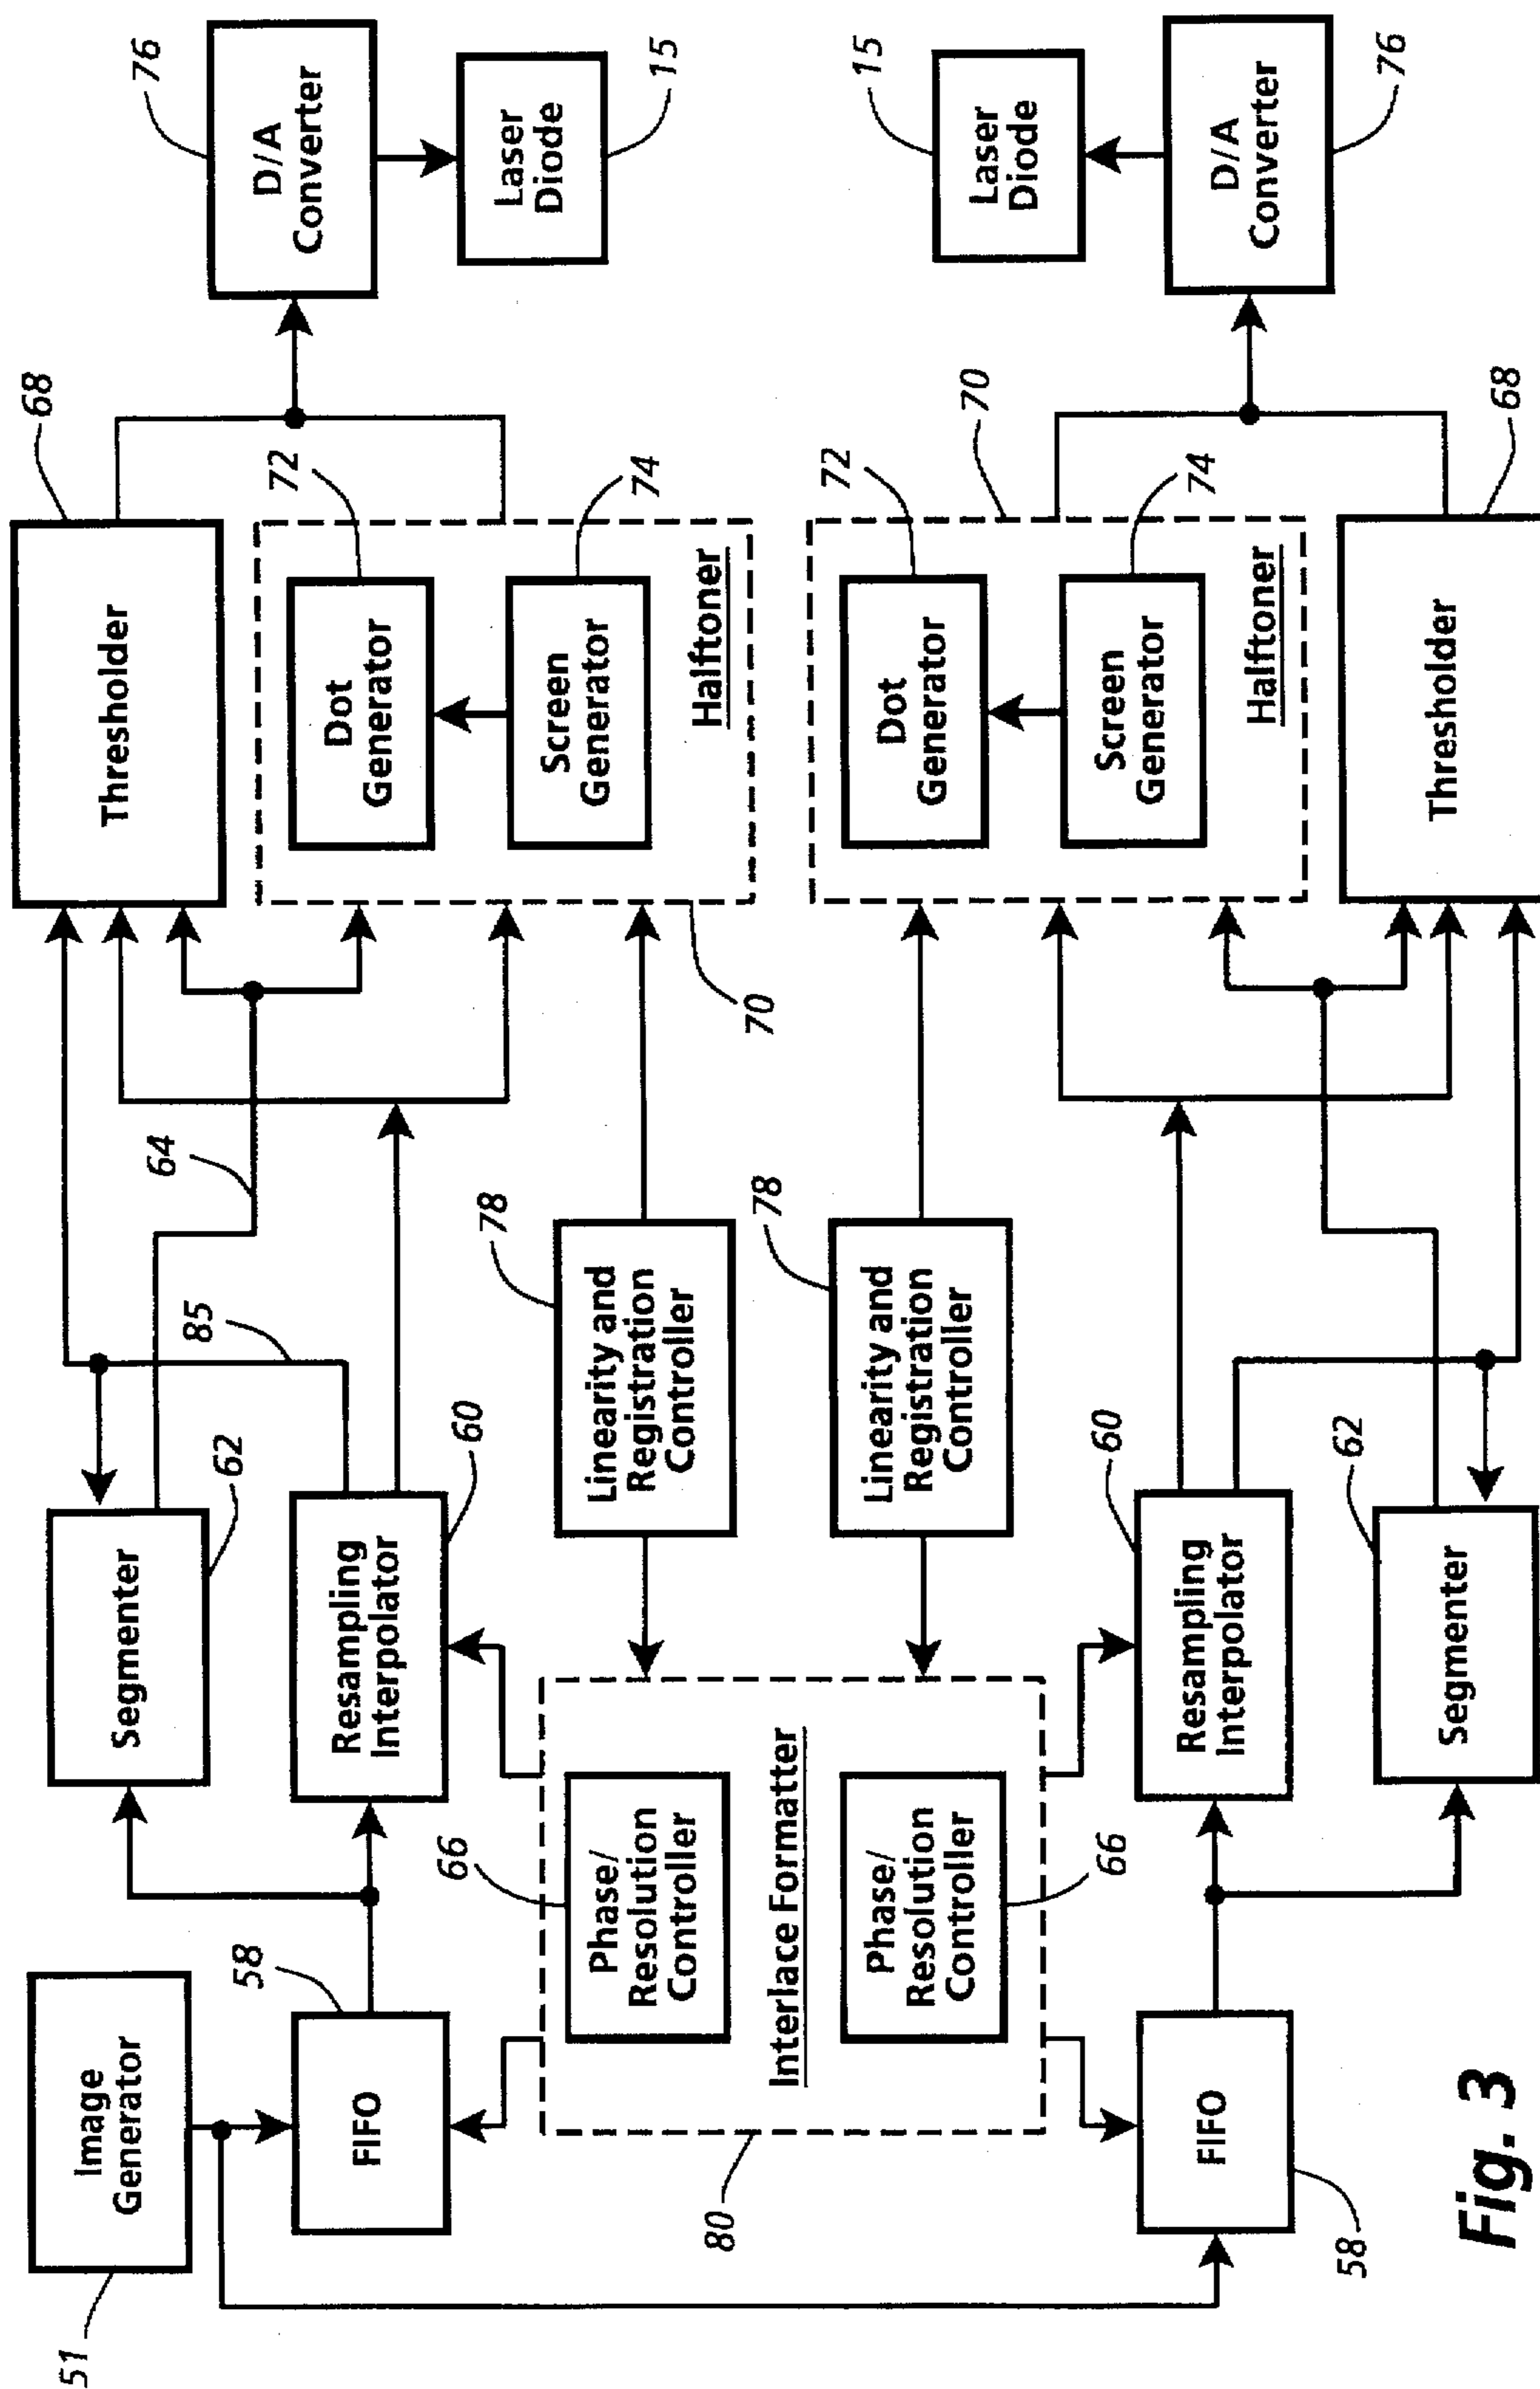 51
Image
Generator
58
FIFO
Segmenter
62
Resampling
Interpolator
60
85
64
Thresholder
68
76
D/A
Converter
Laser
Diode
15
72
Dot
Generator
74
Screen
Generator
Halftoner
70
78
Linearity and
Registration
Controller
66
Phase/
Resolution
Controller
Interlace Formatter
80
Phase/
Resolution
Controller
66
78
Linearity and
Registration
Controller
72
Dot
Generator
70
74
Screen
Generator
Halftoner
15
Laser
Diode
D/A
Converter
76
60
Resampling
Interpolator
FIFO
58
62
Segmenter
Thresholder
68
Fig. 3